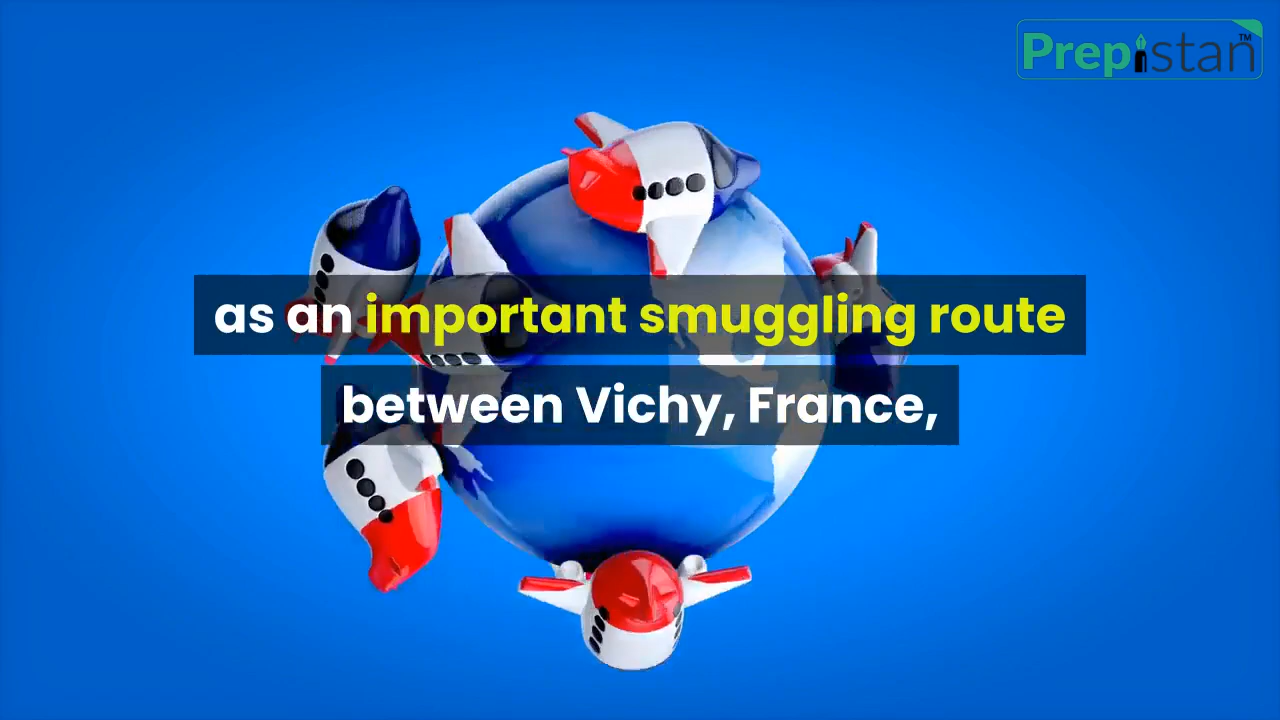 Prepistan™
as an important smuggling route
between Vichy, France,